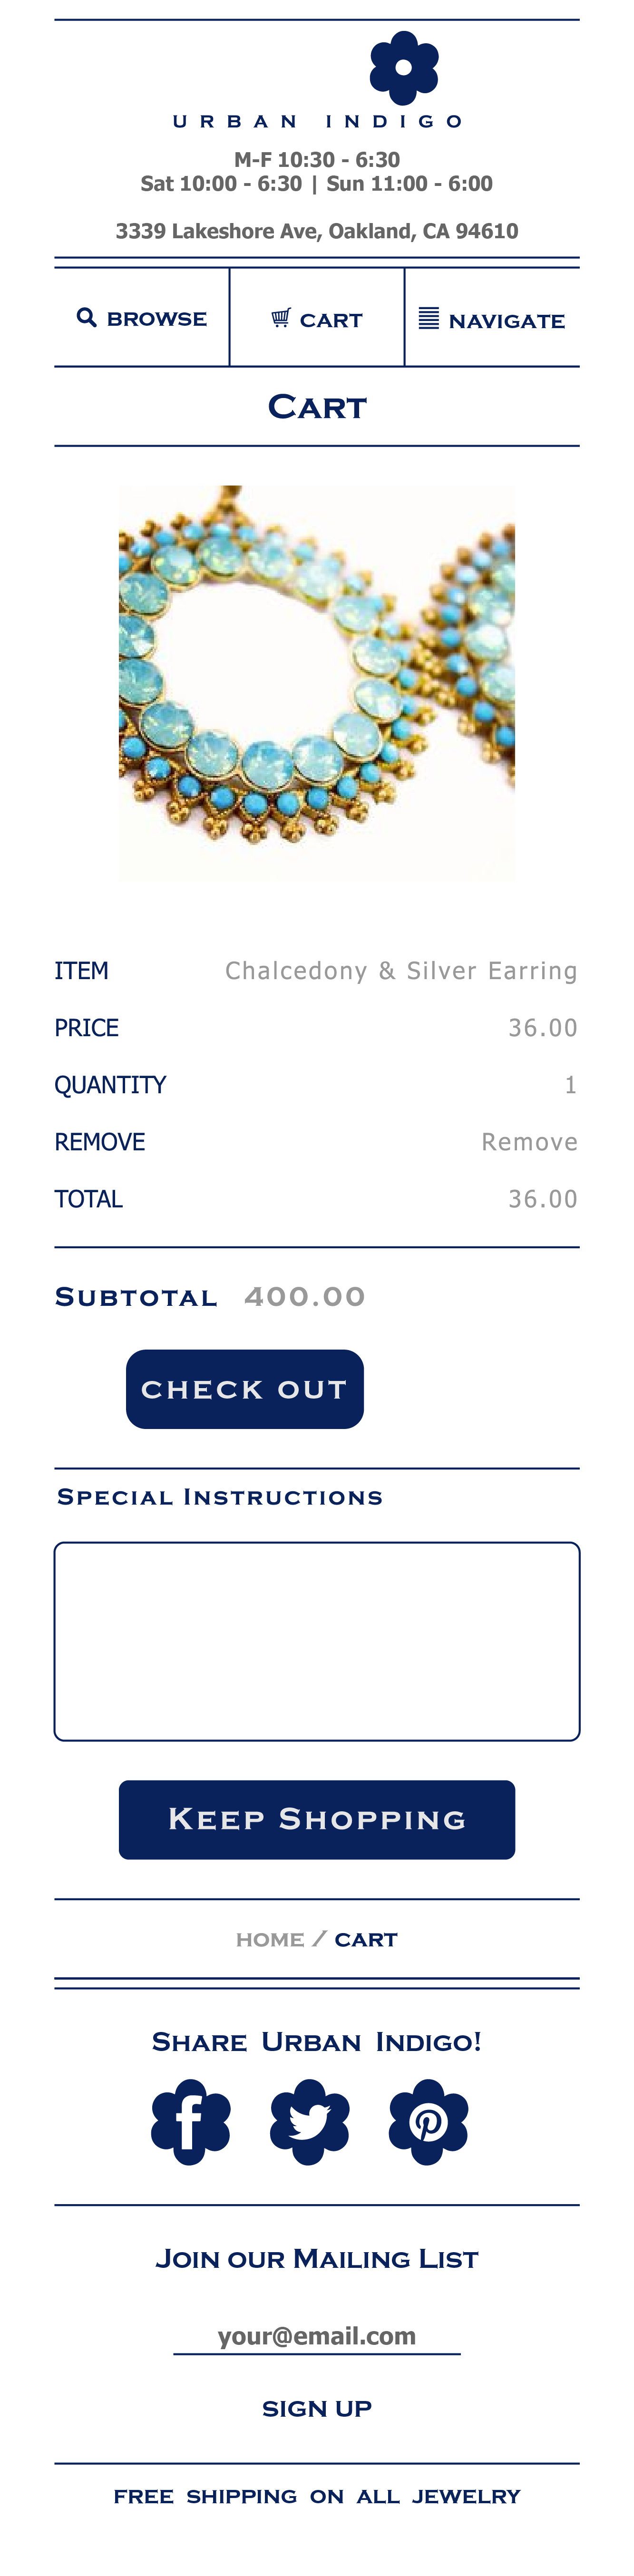 URBAN INDIGO
M-F 10:30 - 6:30
Sat 10:00 - 6:30 | Sun 11:00 - 6:00
3339 Lakeshore Ave, Oakland, CA 94610
BROWSE
CART
NAVIGATE
CART
ITEM Chalcedony & Silver Earring
PRICE 36.00
QUANTITY 1
REMOVE Remove
TOTAL 36.00
SUBTOTAL 400.00
CHECK OUT
SPECIAL INSTRUCTIONS
KEEP SHOPPING
HOME / CART
SHARE URBAN INDIGO!
JOIN OUR MAILING LIST
your@email.com
SIGN UP
FREE SHIPPING ON ALL JEWELRY